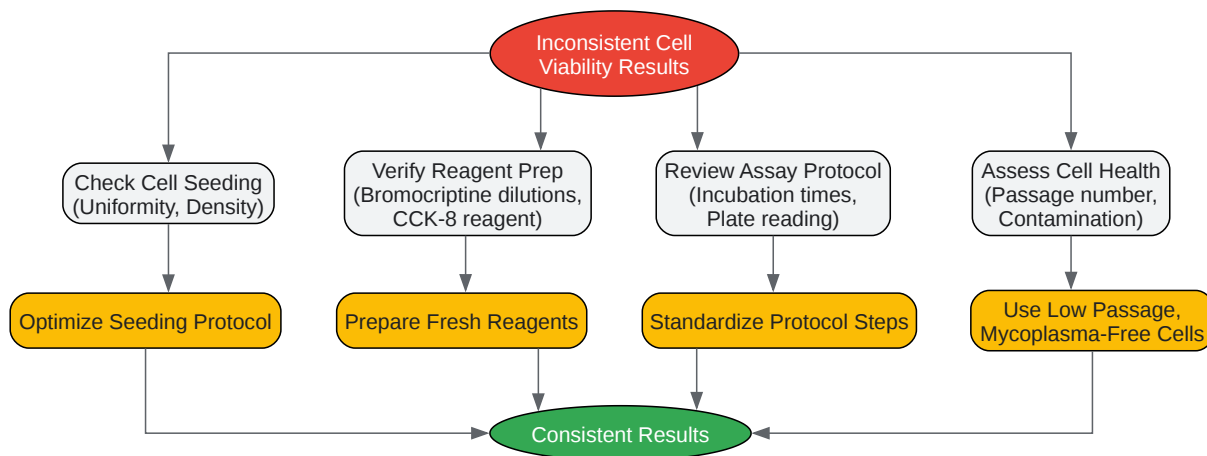 Inconsistent Cell
Viability Results
Check Cell Seeding
(Uniformity, Density)
Verify Reagent Prep
(Bromocriptine dilutions,
CCK-8 reagent)
Review Assay Protocol
(Incubation times,
Plate reading)
Assess Cell Health
(Passage number,
Contamination)
Optimize Seeding Protocol
Prepare Fresh Reagents
Standardize Protocol Steps
Use Low Passage,
Mycoplasma-Free Cells
Consistent Results